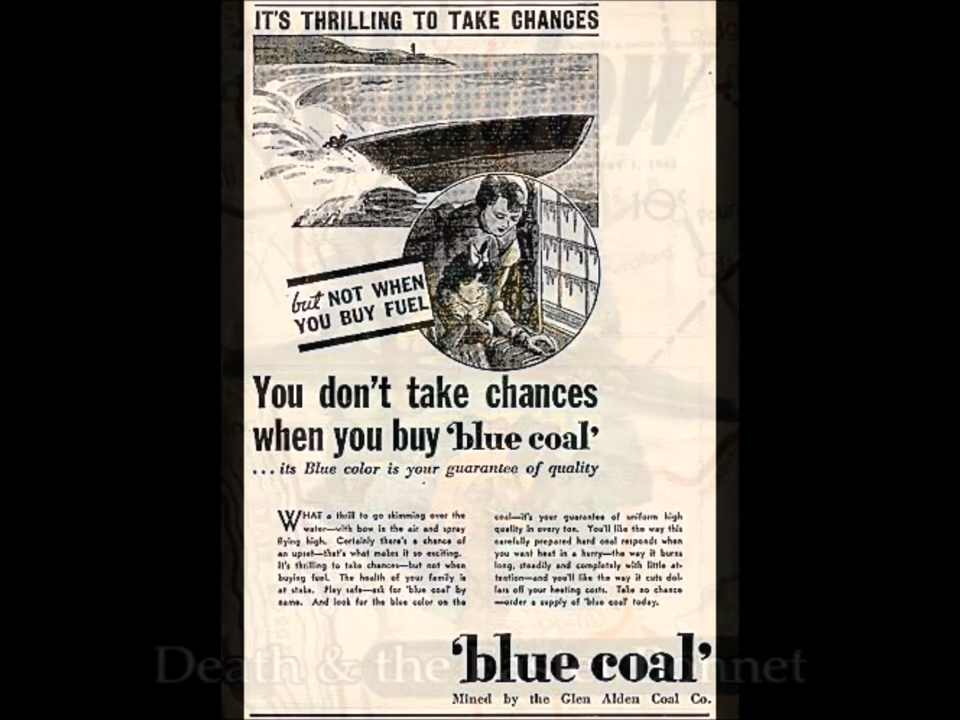 IT'S THRILLING TO TAKE CHANCES
but NOT WHEN
YOU BUY FUEL
You don't take chances
when you buy 'blue coal'
... its Blue color is your guarantee of quality
WHAT a thrill to go skimming over the
water—with bow in the air and spray
flying high. Certainly there's a chance of
an upset—that's what makes it so exciting.
It's thrilling to take chances—but not when
buying fuel. The health of your family is
at stake. Play safe—ask for 'blue coal' by
name. And look for the blue color on the
coal—it's your guarantee of uniform high
quality in every ton. You'll like the way this
carefully prepared hard coal responds when
you want heat in a hurry—the way it burns
long, steadily and completely with little at-
tention—and you'll like the way it cuts dol-
lars off your heating costs. Take no chance
—order a supply of 'blue coal' today.
'blue coal'
Death & the
Mined by the Glen Alden Coal Co.
10¢